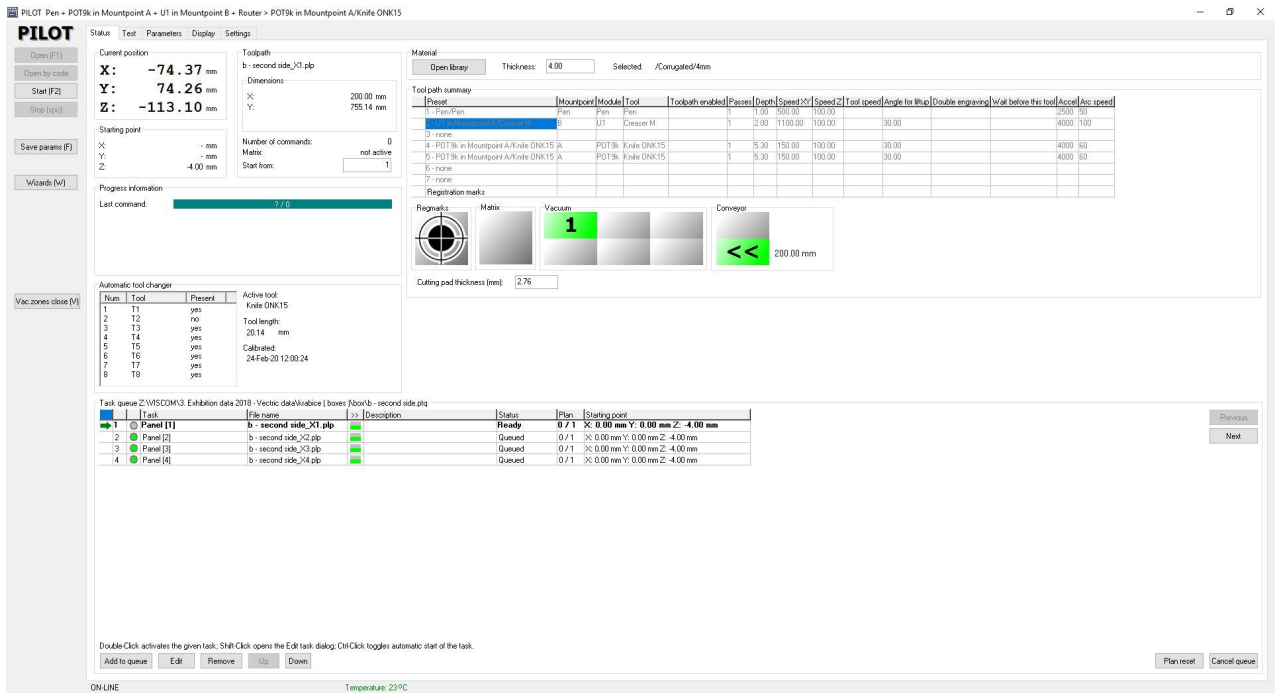 PILOT Pen + POT9k in Mountpoint A + U1 in Mountpoint B + Router > POT9k in Mountpoint A/Knife ONK15
PILOT
Status Test Parameters Display Settings
Open (F1)
Open by code
Start (F2)
Stop (spc)
Save params (F)
Wizards (W)
Vac.zones close (V)
Current position
X: -74.37 mm
Y: 74.26 mm
Z: -113.10 mm
Starting point
X: - mm
Y: - mm
Z: -4.00 mm
Toolpath
b - second side_X1.plp
Dimensions
X: 200.00 mm
Y: 755.14 mm
Number of commands: 0
Matrix: not active
Start from: 1
Progress information
Last command: ? / 0
Automatic tool changer
Num Tool Present
1 T1 yes
2 T2 no
3 T3 yes
4 T4 yes
5 T5 yes
6 T6 yes
7 T7 yes
8 T8 yes
Active tool:
Knife ONK15
Tool length:
20.14 mm
Calibrated:
24-Feb-20 12:00:24
Material
Open library Thickness: 4.00 Selected: /Corrugated/4mm
Tool path summary
Preset Mountpoint Module Tool Toolpath enabled Passes Depth Speed XY Speed Z Tool speed Angle for liftup Double engraving Wait before this tool Accel Arc speed
1 - Pen/Pen Pen Pen Pen 1 1.00 500.00 100.00 2500 50
2 - U1 in Mountpoint B/Creaser M B U1 Creaser M 1 2.00 1100.00 100.00 30.00 4000 100
3 - none
4 - POT9k in Mountpoint A/Knife ONK15 A POT9k Knife ONK15 1 5.30 150.00 100.00 30.00 4000 60
5 - POT9k in Mountpoint A/Knife ONK15 A POT9k Knife ONK15 1 5.30 150.00 100.00 30.00 4000 60
6 - none
7 - none
Registration marks
Regmarks Matrix Vacuum Conveyor
1
<< 200.00 mm
Cutting pad thickness (mm): 2.76
Task queue Z:\VISCOM\3. Exhibition data 2018 - Vectric data\krabice ( boxes )\box\b - second side.ptq
Task File name >> Description Status Plan Starting point
1 Panel [1] b - second side_X1.plp Ready 0 / 1 X: 0.00 mm Y: 0.00 mm Z: -4.00 mm
2 Panel [2] b - second side_X2.plp Queued 0 / 1 X: 0.00 mm Y: 0.00 mm Z: -4.00 mm
3 Panel [3] b - second side_X3.plp Queued 0 / 1 X: 0.00 mm Y: 0.00 mm Z: -4.00 mm
4 Panel [4] b - second side_X4.plp Queued 0 / 1 X: 0.00 mm Y: 0.00 mm Z: -4.00 mm
Previous
Next
Double-Click activates the given task; Shift-Click opens the Edit task dialog; Ctrl-Click toggles automatic start of the task.
Add to queue Edit Remove Up Down Plan reset Cancel queue
ON-LINE Temperature: 23ºC